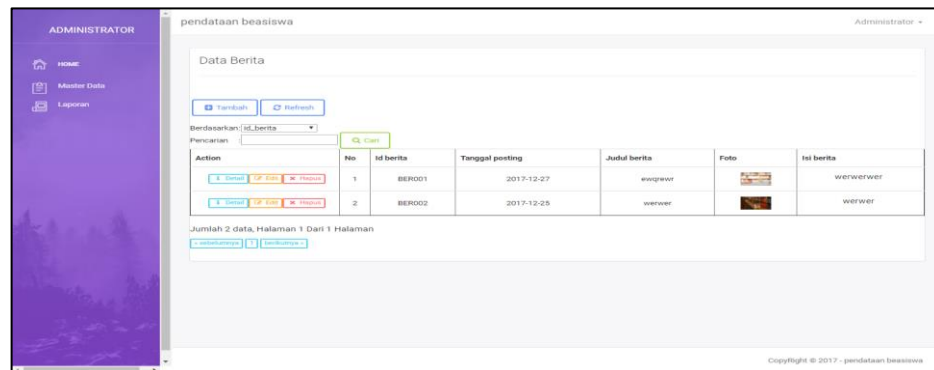 ADMINISTRATOR
HOME
Master Data
Laporan
pendataan beasiswa
Administrator
Data Berita
Tambah Refresh
Berdasarkan: id_berita
Pencarian Cari
Action No Id berita Tanggal posting Judul berita Foto Isi berita
Detail Edit Hapus 1 BER001 2017-12-27 ewqrewr werwerwer
Detail Edit Hapus 2 BER002 2017-12-25 werwer werwer
Jumlah 2 data, Halaman 1 Dari 1 Halaman
« sebelumnya 1 berikutnya »
CopyRight © 2017 - pendataan beasiswa